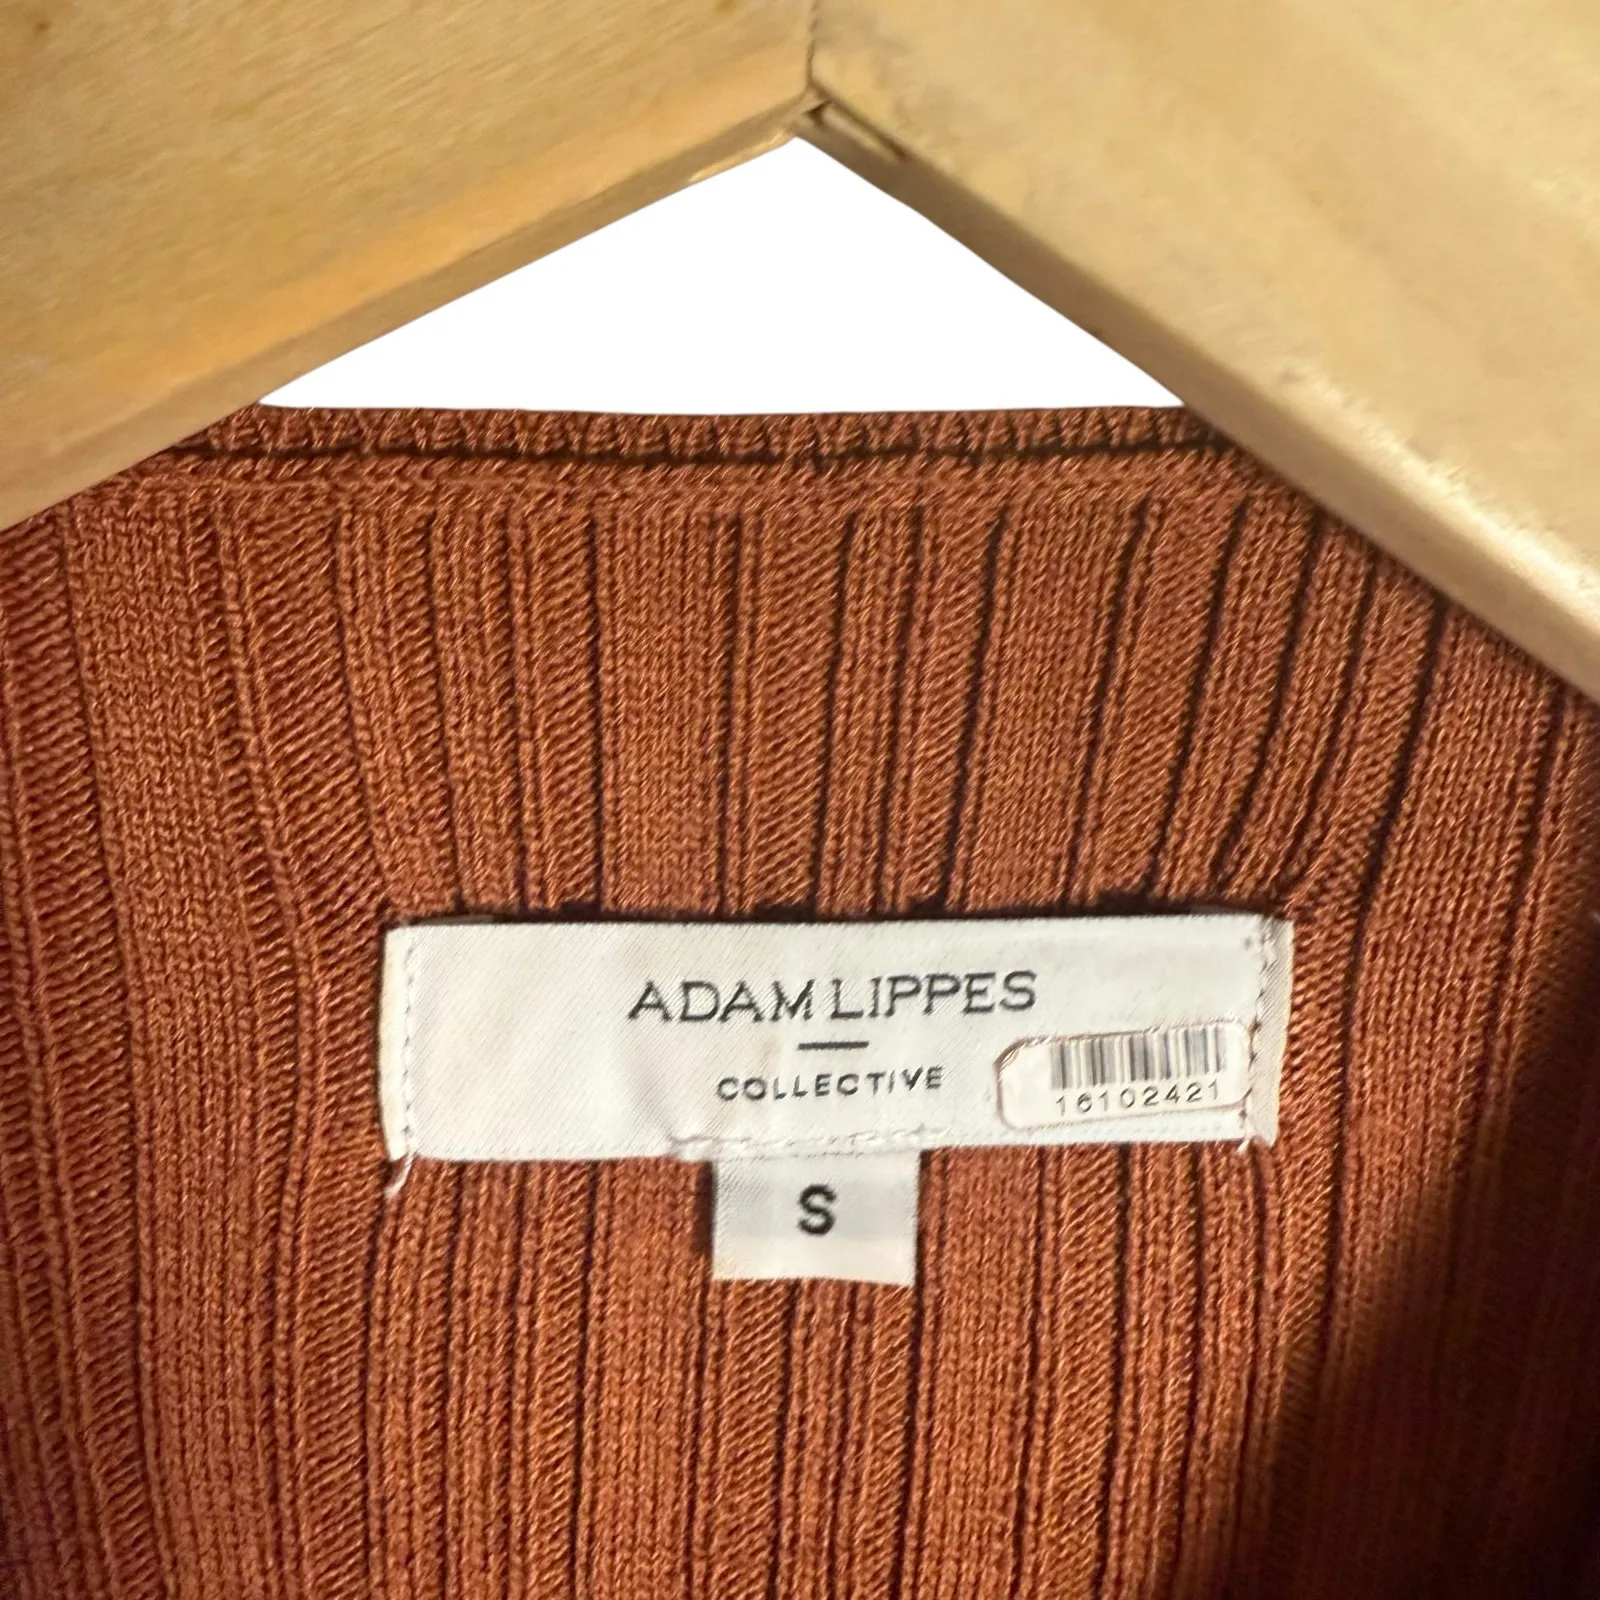 ADAM LIPPES
COLLECTIVE
16102421
S